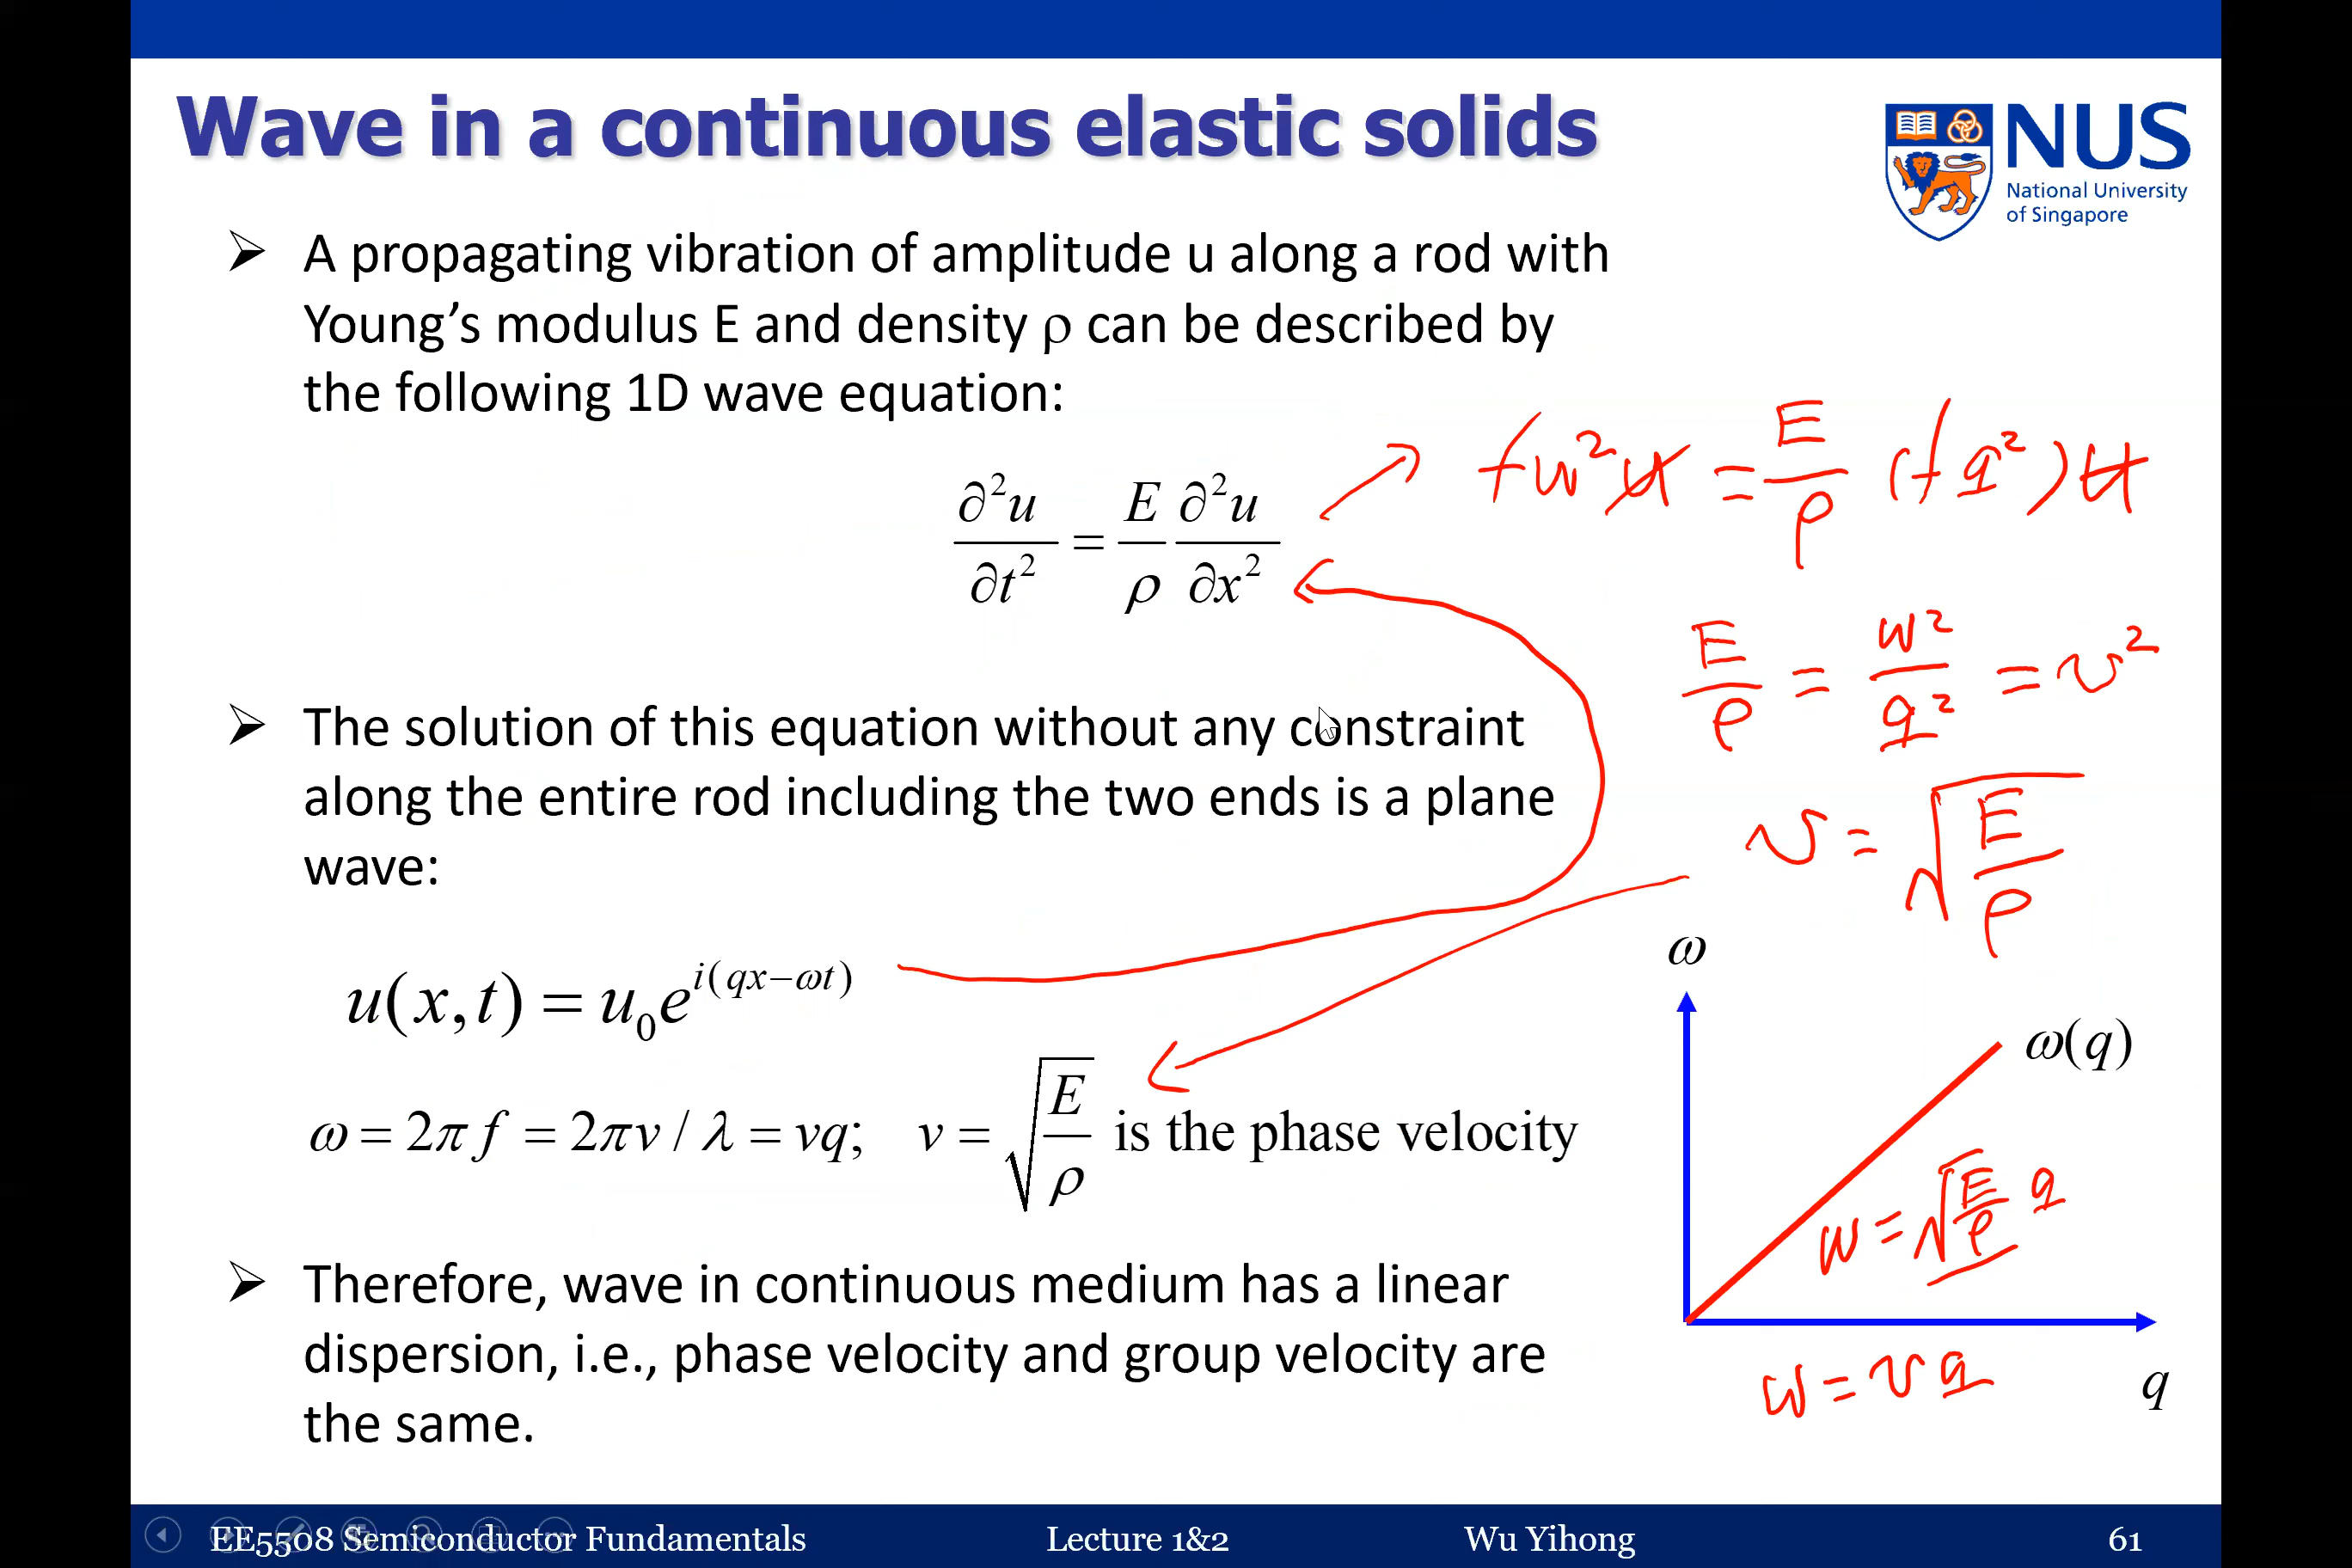 Wave in a continuous elastic solids
NUS
National University
of Singapore
➢ A propagating vibration of amplitude u along a rod with
Young's modulus E and density ρ can be described by
the following 1D wave equation:
∂²u/∂t² = E/ρ ∂²u/∂x²
-ω²u = E/ρ (-q²)u
E/ρ = ω²/q² = v²
v = √(E/ρ)
➢ The solution of this equation without any constraint
along the entire rod including the two ends is a plane
wave:
u(x,t) = u₀e^{i(qx−ωt)}
ω = 2πf = 2πv / λ = vq; v = √(E/ρ) is the phase velocity
ω
ω(q)
ω = √(E/ρ) q
q
ω = vq
➢ Therefore, wave in continuous medium has a linear
dispersion, i.e., phase velocity and group velocity are
the same.
EE5508 Semiconductor Fundamentals Lecture 1&2 Wu Yihong 61